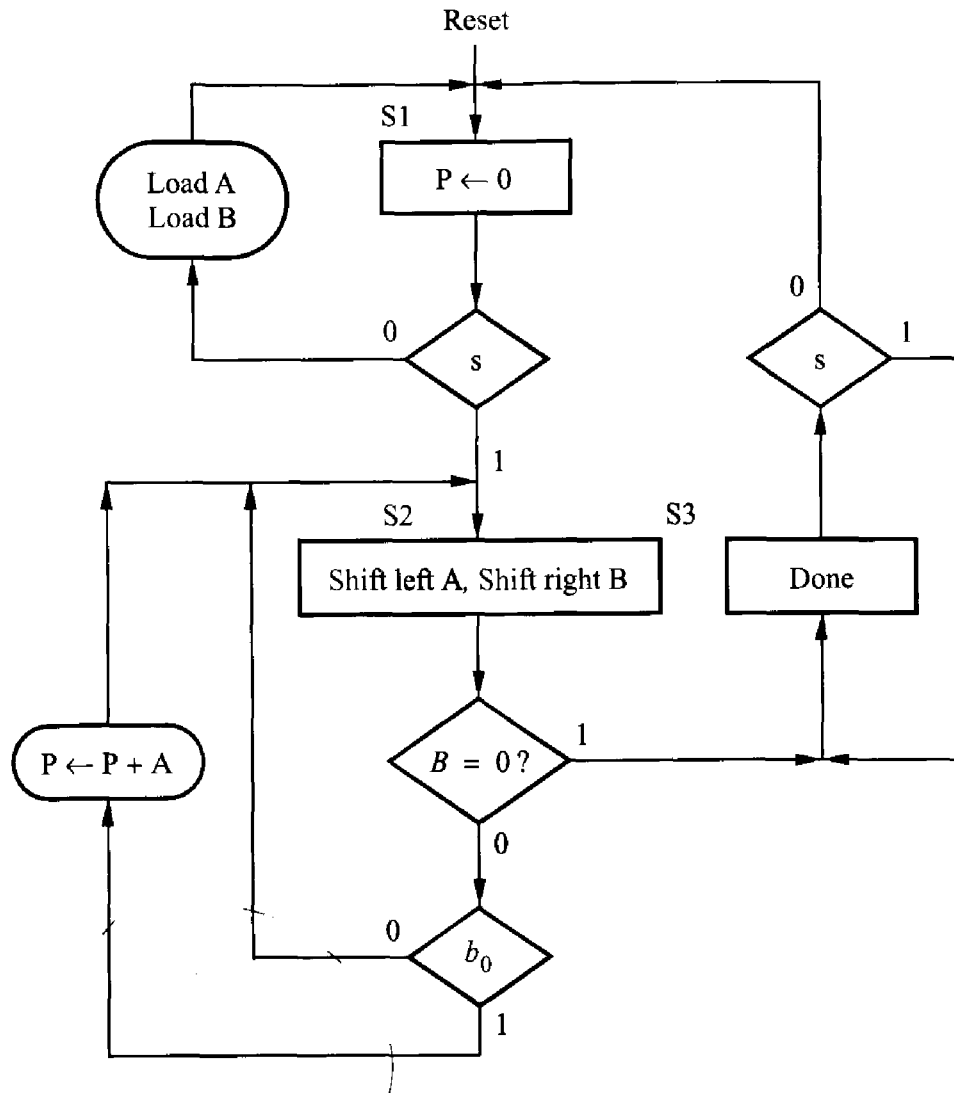 Reset
S1
P ← 0
Load A
Load B
0
s
1
0
s
1
S2
Shift left A, Shift right B
S3
Done
P ← P + A
B = 0 ?
1
0
0
b₀
1